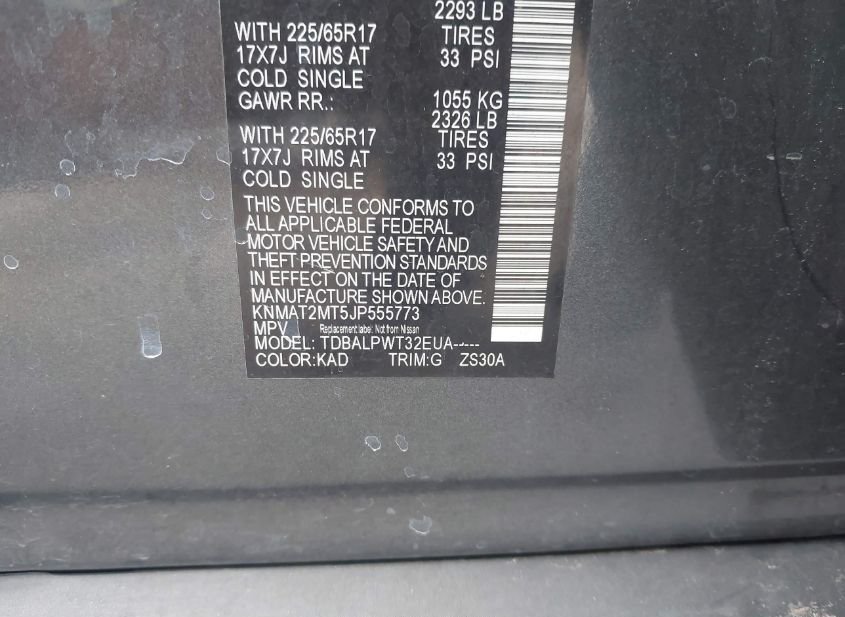 2293 LB
WITH 225/65R17 TIRES
17X7J RIMS AT 33 PSI
COLD SINGLE
GAWR RR.: 1055 KG
2326 LB
WITH 225/65R17 TIRES
17X7J RIMS AT 33 PSI
COLD SINGLE
THIS VEHICLE CONFORMS TO
ALL APPLICABLE FEDERAL
MOTOR VEHICLE SAFETY AND
THEFT PREVENTION STANDARDS
IN EFFECT ON THE DATE OF
MANUFACTURE SHOWN ABOVE.
KNMAT2MT5JP555773
MPV Replacement label: Not from Nissan
MODEL: TDBALPWT32EUA-----
COLOR:KAD TRIM:G ZS30A